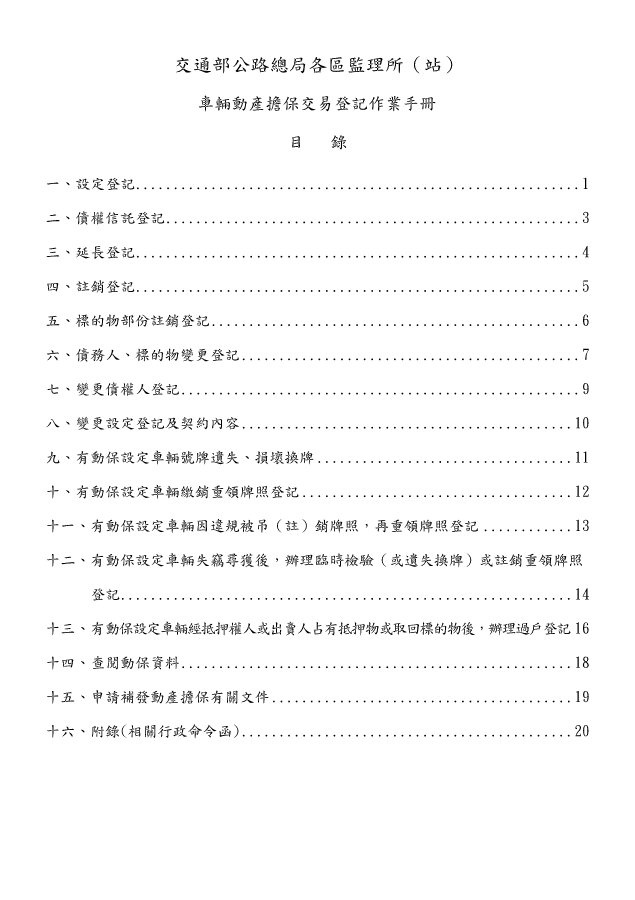 交通部公路總局各區監理所（站）
車輛動產擔保交易登記作業手冊
目　錄
一、設定登記...........................................................1
二、債權信託登記.......................................................3
三、延長登記...........................................................4
四、註銷登記...........................................................5
五、標的物部份註銷登記.................................................6
六、債務人、標的物變更登記.............................................7
七、變更債權人登記.....................................................9
八、變更設定登記及契約內容............................................10
九、有動保設定車輛號牌遺失、損壞換牌..................................11
十、有動保設定車輛繳銷重領牌照登記....................................12
十一、有動保設定車輛因違規被吊（註）銷牌照，再重領牌照登記............13
十二、有動保設定車輛失竊尋獲後，辦理臨時檢驗（或遺失換牌）或註銷重領牌照
登記............................................................14
十三、有動保設定車輛經抵押權人或出賣人占有抵押物或取回標的物後，辦理過戶登記16
十四、查閱動保資料....................................................18
十五、申請補發動產擔保有關文件........................................19
十六、附錄(相關行政命令函)............................................20